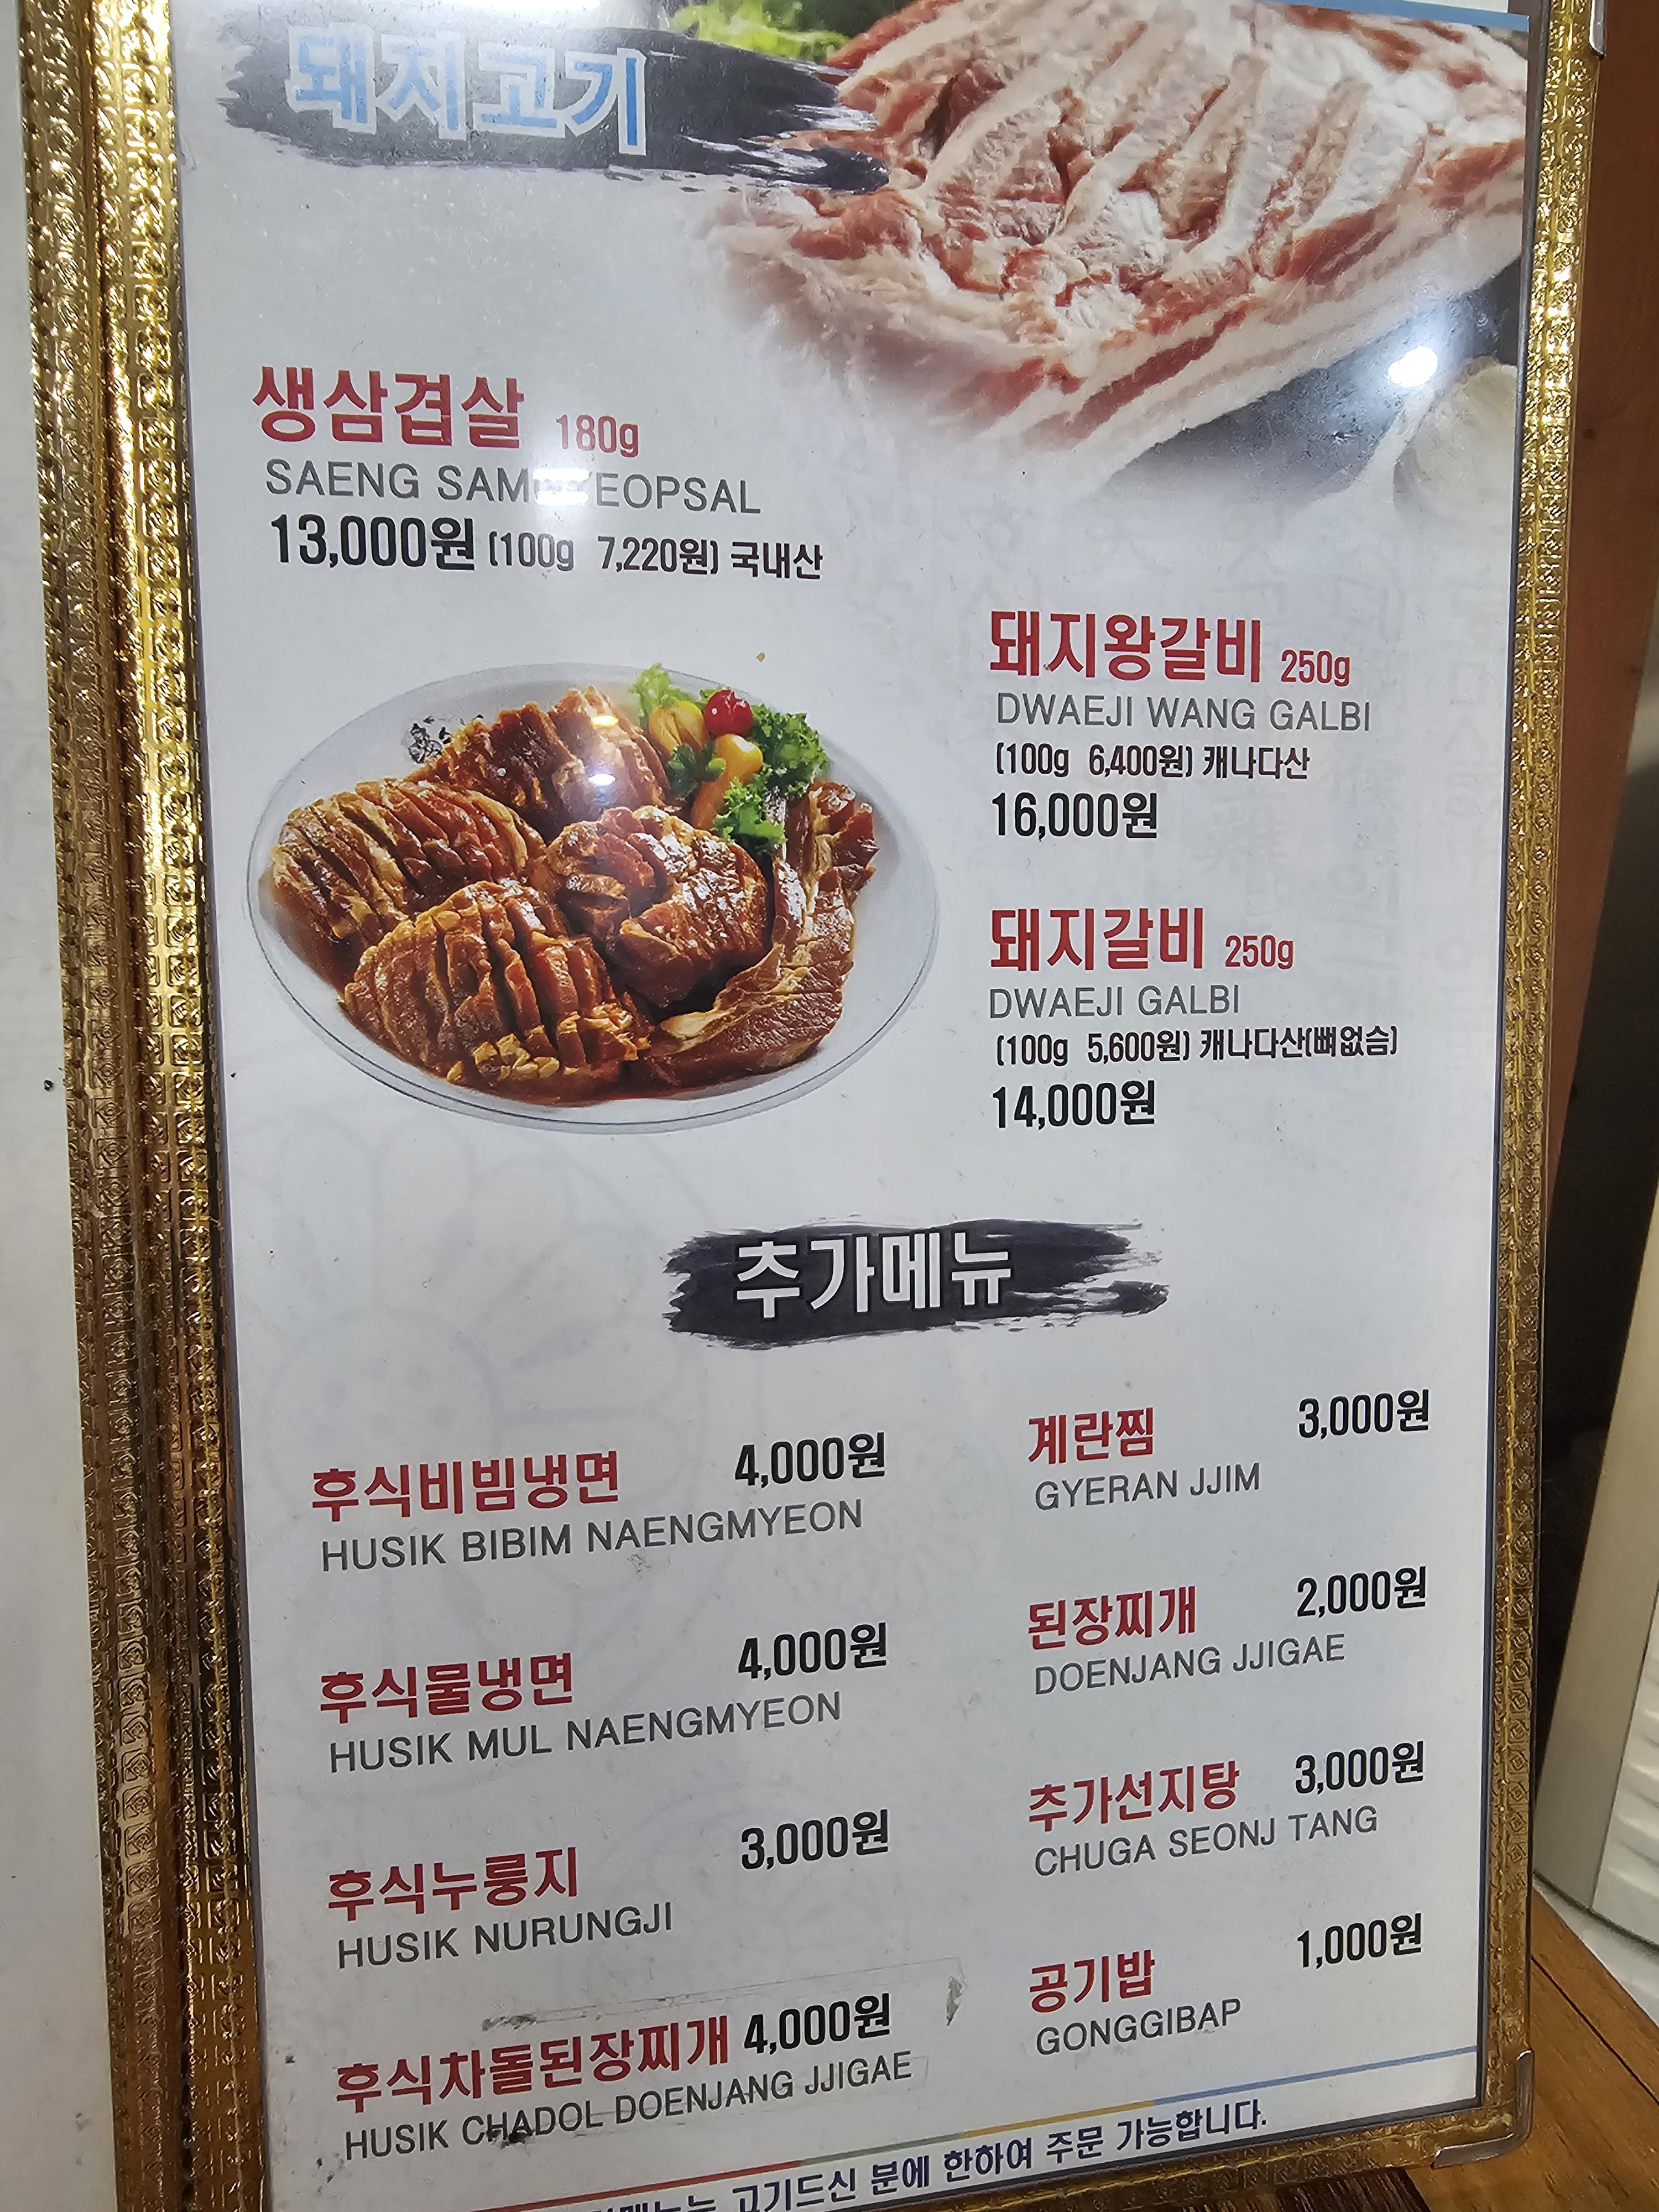 돼지고기
생삼겹살 180g
SAENG SAM EOPSAL
13,000원 (100g 7,220원) 국내산
돼지왕갈비 250g
DWAEJI WANG GALBI
(100g 6,400원) 캐나다산
16,000원
돼지갈비 250g
DWAEJI GALBI
(100g 5,600원) 캐나다산(뼈없슴)
14,000원
추가메뉴
후식비빔냉면 4,000원
HUSIK BIBIM NAENGMYEON
후식물냉면 4,000원
HUSIK MUL NAENGMYEON
후식누룽지 3,000원
HUSIK NURUNGJI
후식차돌된장찌개 4,000원
HUSIK CHADOL DOENJANG JJIGAE
계란찜 3,000원
GYERAN JJIM
된장찌개 2,000원
DOENJANG JJIGAE
추가선지탕 3,000원
CHUGA SEONJ TANG
공기밥 1,000원
GONGGIBAP
고기드신 분에 한하여 주문 가능합니다.